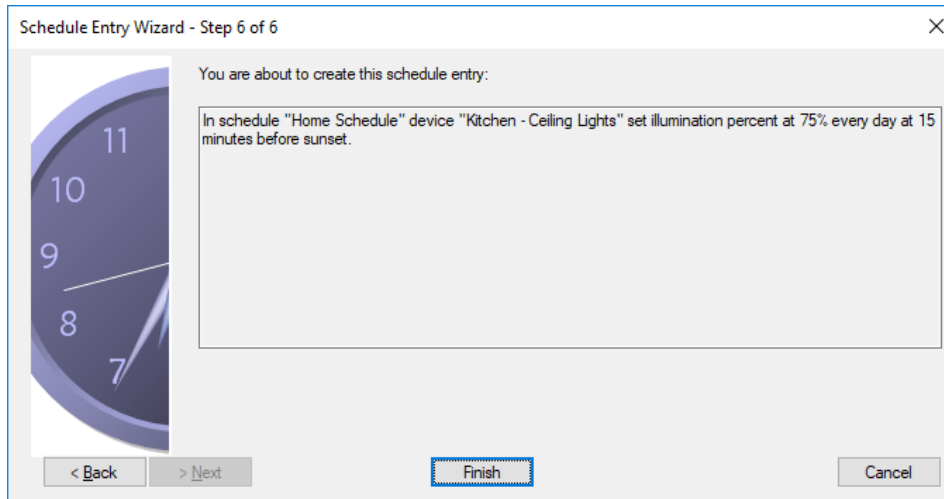 Schedule Entry Wizard - Step 6 of 6
You are about to create this schedule entry:
In schedule "Home Schedule" device "Kitchen - Ceiling Lights" set illumination percent at 75% every day at 15
minutes before sunset.
11
10
9
8
7
< Back
> Next
Finish
Cancel